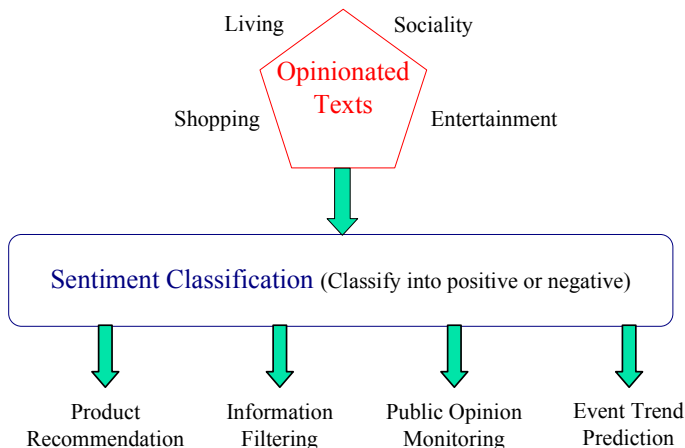 Living
Sociality
Opinionated
Texts
Shopping
Entertainment
Sentiment Classification (Classify into positive or negative)
Product
Recommendation
Information
Filtering
Public Opinion
Monitoring
Event Trend
Prediction